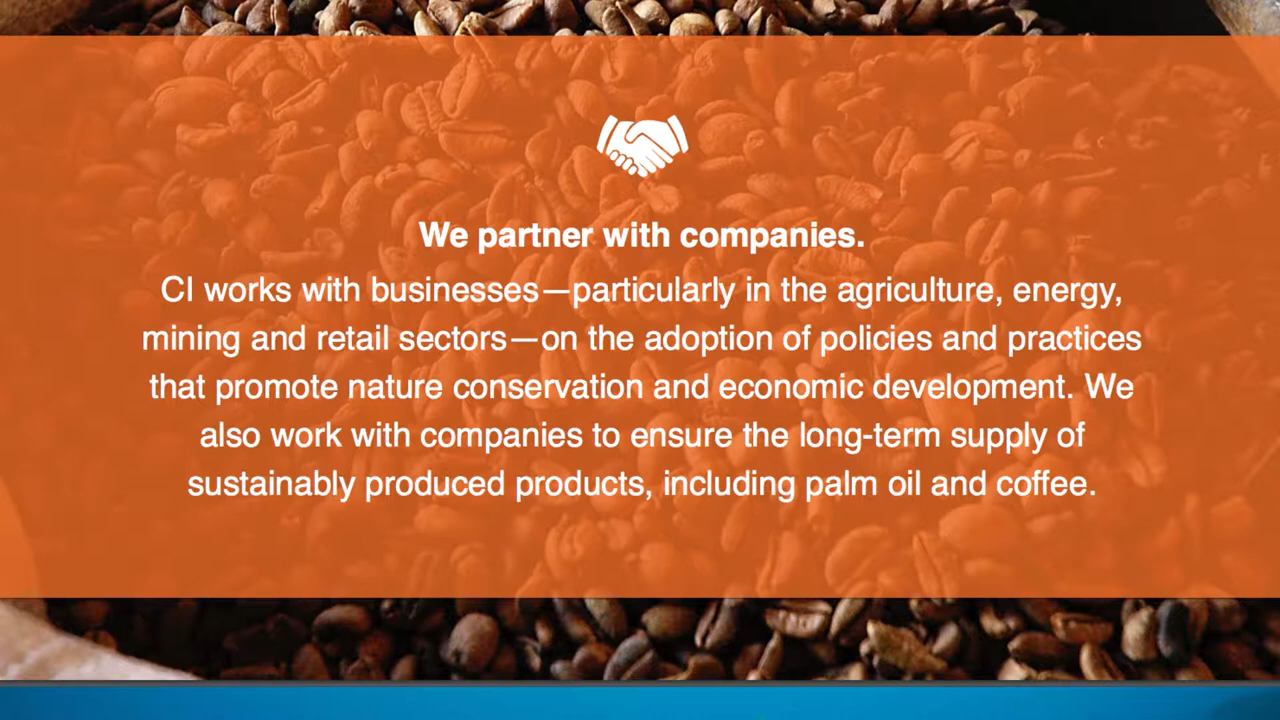 We partner with companies.
CI works with businesses—particularly in the agriculture, energy,
mining and retail sectors—on the adoption of policies and practices
that promote nature conservation and economic development. We
also work with companies to ensure the long-term supply of
sustainably produced products, including palm oil and coffee.